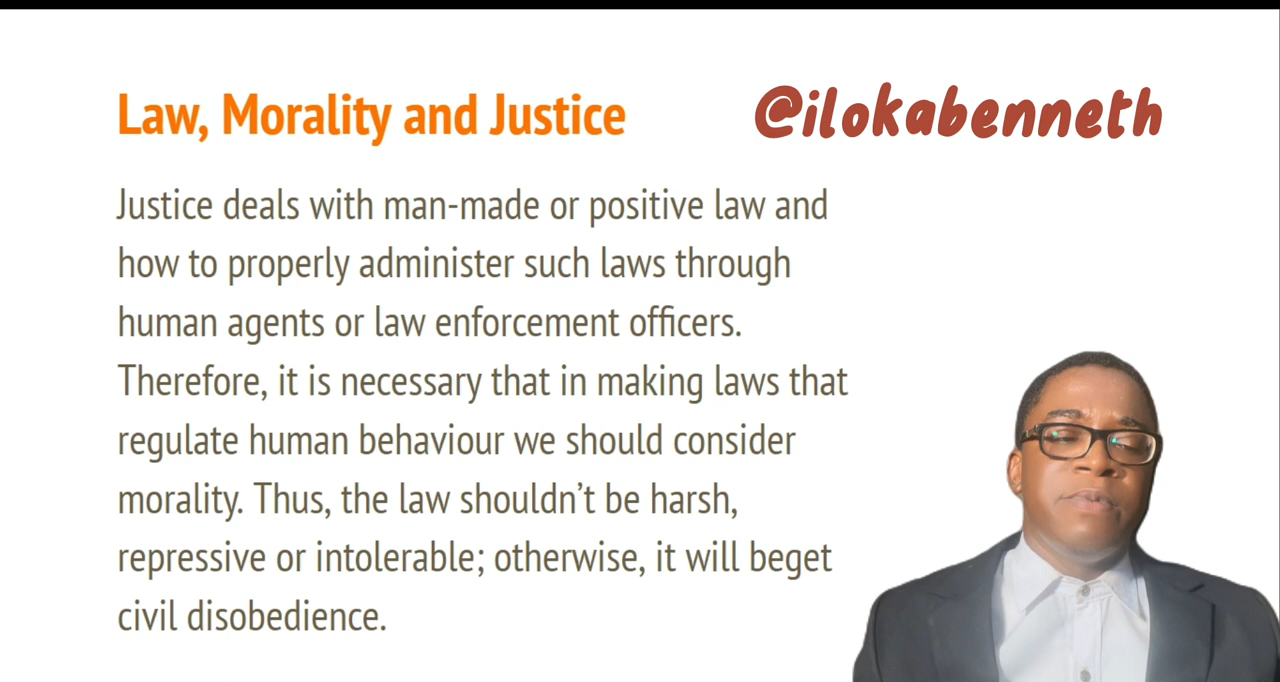 Law, Morality and Justice
@ilokabenneth
Justice deals with man-made or positive law and
how to properly administer such laws through
human agents or law enforcement officers.
Therefore, it is necessary that in making laws that
regulate human behaviour we should consider
morality. Thus, the law shouldn’t be harsh,
repressive or intolerable; otherwise, it will beget
civil disobedience.